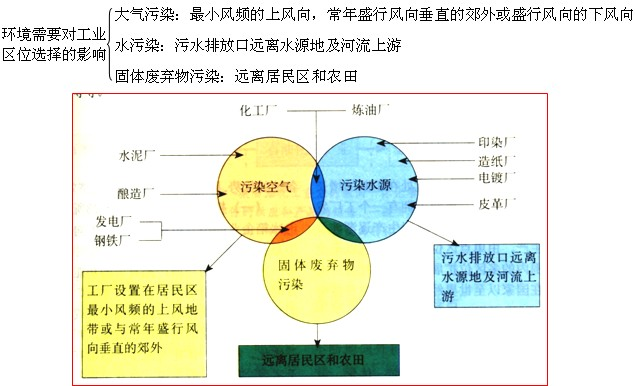 环境需要对工业
区位选择的影响
大气污染：最小风频的上风向，常年盛行风向垂直的郊外或盛行风向的下风向
水污染：污水排放口远离水源地及河流上游
固体废弃物污染：远离居民区和农田
化工厂
炼油厂
水泥厂
印染厂
造纸厂
污染空气
污染水源
电镀厂
酿造厂
皮革厂
发电厂
钢铁厂
固体废弃物
污染
污水排放口远离
水源地及河流上
游
工厂设置在居民区
最小风频的上风地
带或与常年盛行风
向垂直的郊外
远离居民区和农田